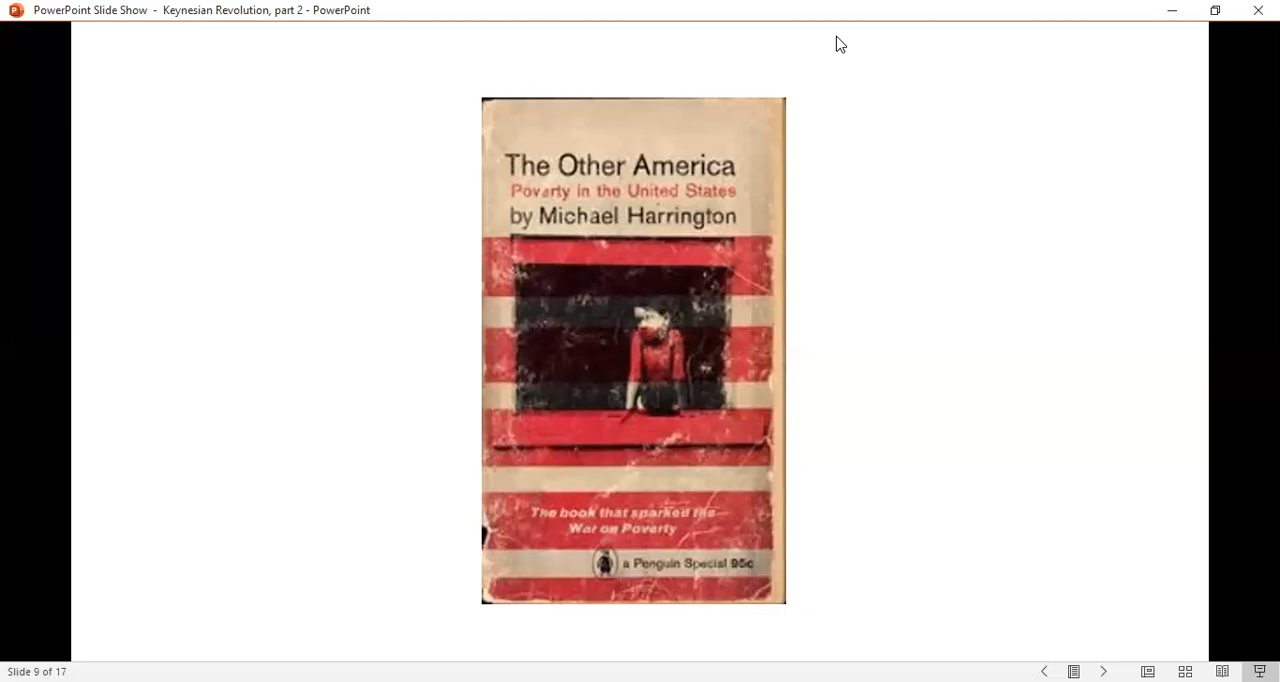 PowerPoint Slide Show - Keynesian Revolution, part 2 - PowerPoint
The Other America
Poverty in the United States
by Michael Harrington
The book that sparked the
War on Poverty
a Penguin Special 95c
Slide 9 of 17